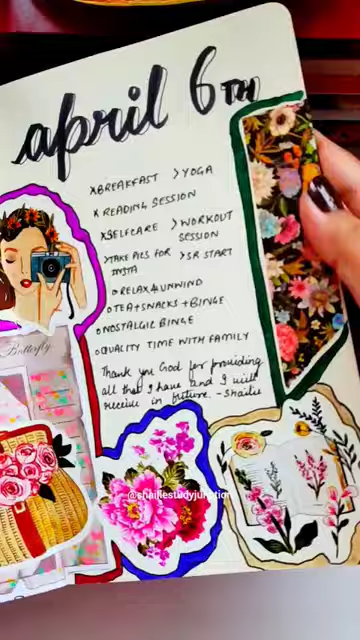 april 6TH
xBREAKFAST >YOGA
x READING SESSION
xSELFCARE >WORKOUT SESSION
>TAKE PICS FOR INSTA >SR START
oRELAX&UNWIND
oTEA+SNACKS+BINGE
oNOSTALGIC BINGE
oQUALITY TIME WITH FAMILY
Thank you God for providing
all that I have and I will
receive in future. -Shailie
Butterfly
@shailiestudyjunction